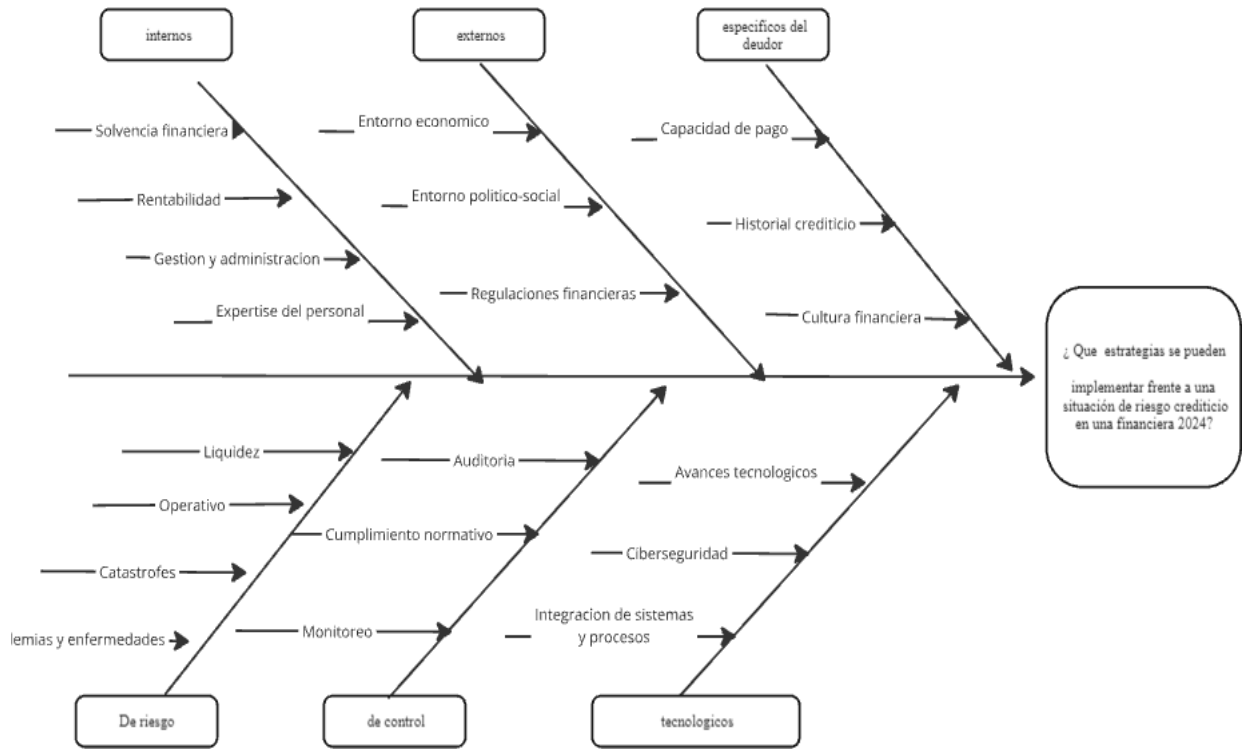 internos
externos
especificos del
deudor
Solvencia financiera
Rentabilidad
Gestion y administracion
Expertise del personal
Entorno economico
Entorno politico-social
Regulaciones financieras
Capacidad de pago
Historial crediticio
Cultura financiera
¿ Que estrategias se pueden
implementar frente a una
situación de riesgo crediticio
en una financiera 2024?
Liquidez
Operativo
Catastrofes
lemias y enfermedades
Auditoria
Cumplimiento normativo
Monitoreo
Avances tecnologicos
Ciberseguridad
Integracion de sistemas
y procesos
De riesgo
de control
tecnologicos